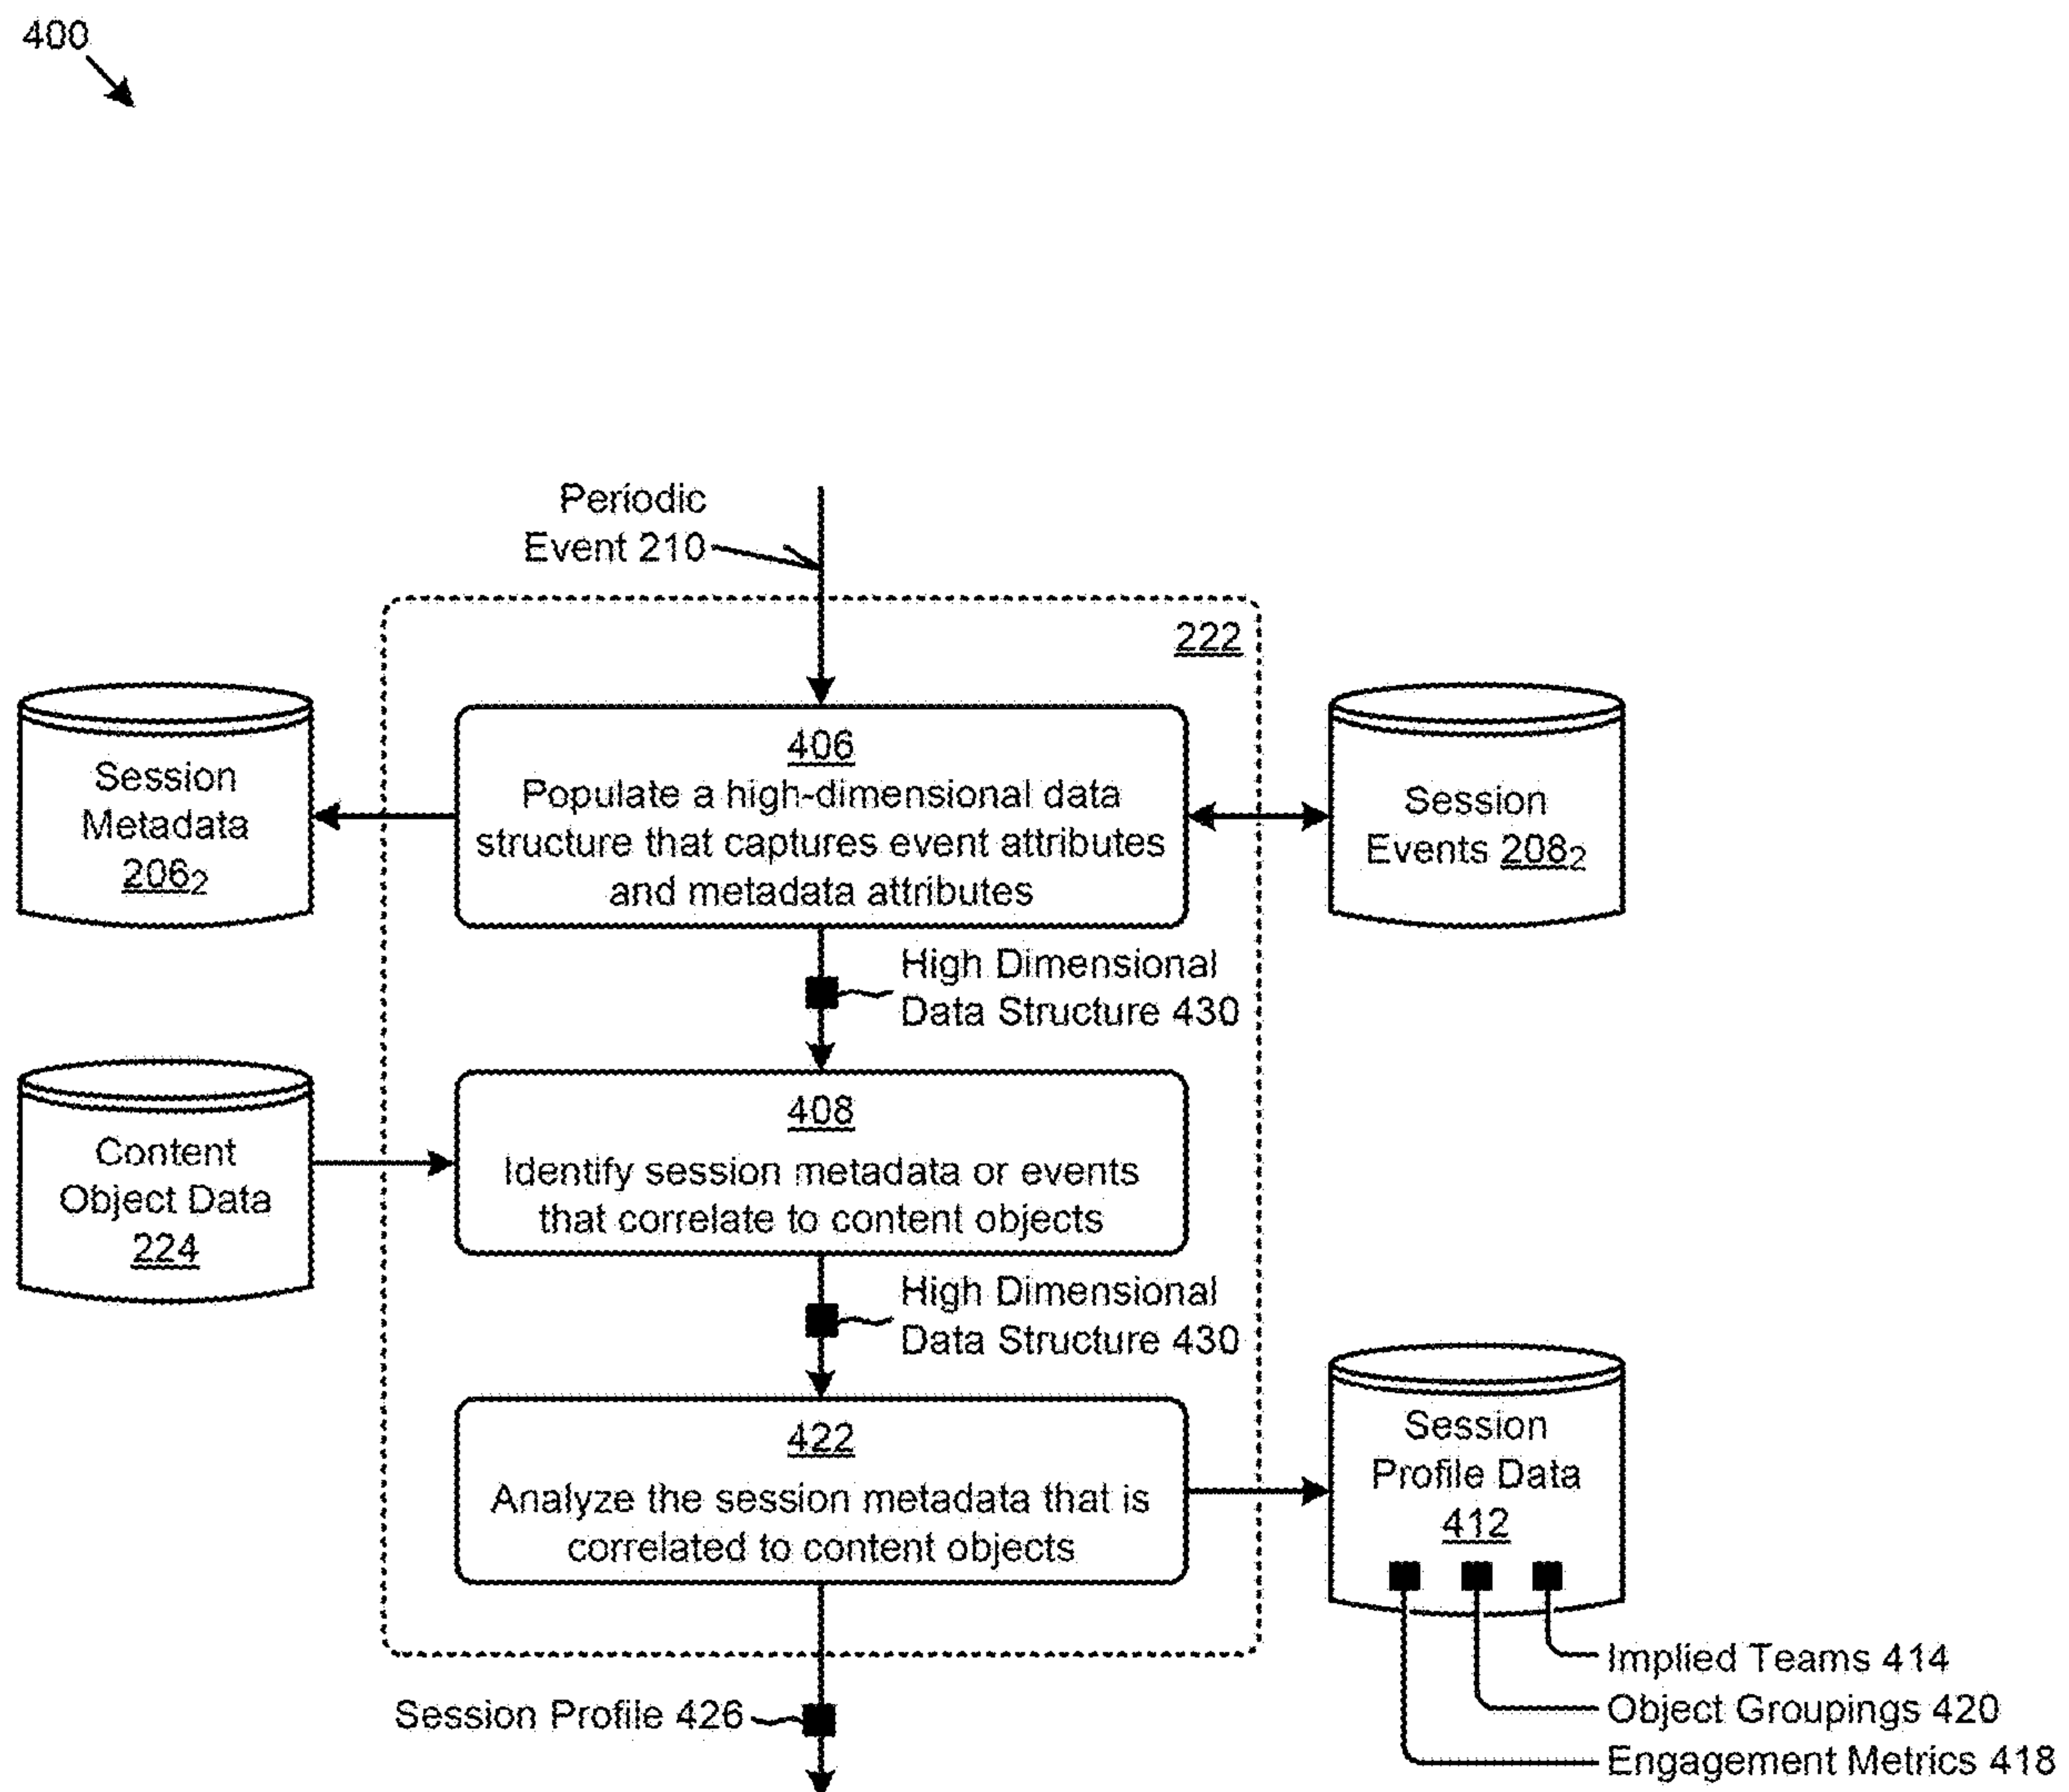 400
Periodic
Event 210
222
Session
Metadata
206₂
406
Populate a high-dimensional data
structure that captures event attributes
and metadata attributes
Session
Events 208₂
High Dimensional
Data Structure 430
Content
Object Data
224
408
Identify session metadata or events
that correlate to content objects
High Dimensional
Data Structure 430
422
Analyze the session metadata that is
correlated to content objects
Session
Profile Data
412
Implied Teams 414
Object Groupings 420
Engagement Metrics 418
Session Profile 426